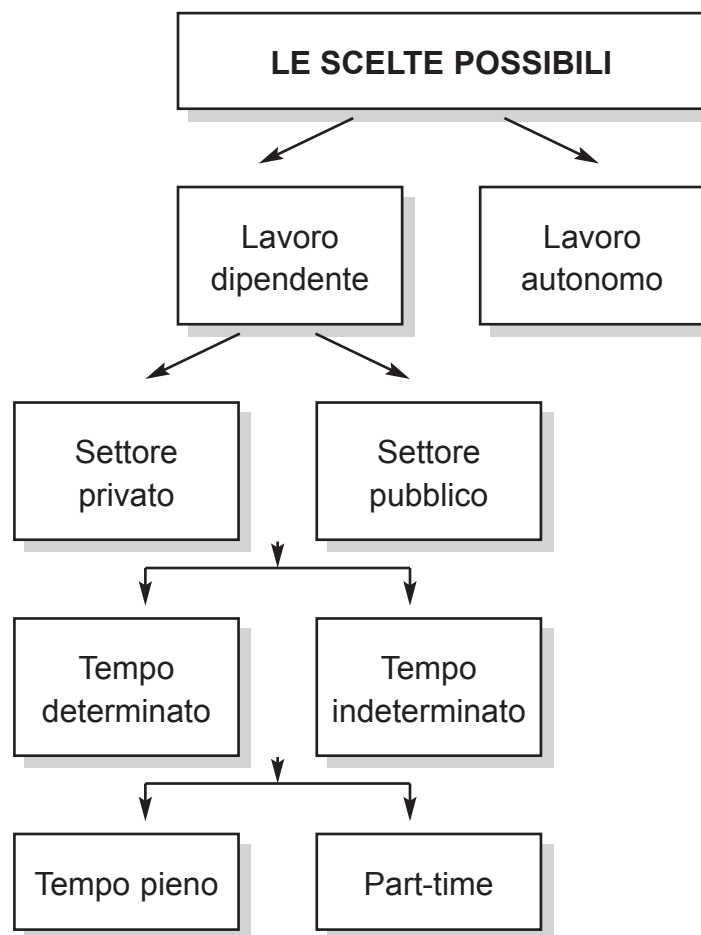 LE SCELTE POSSIBILI
Lavoro
dipendente
Lavoro
autonomo
Settore
privato
Settore
pubblico
Tempo
determinato
Tempo
indeterminato
Tempo pieno
Part-time